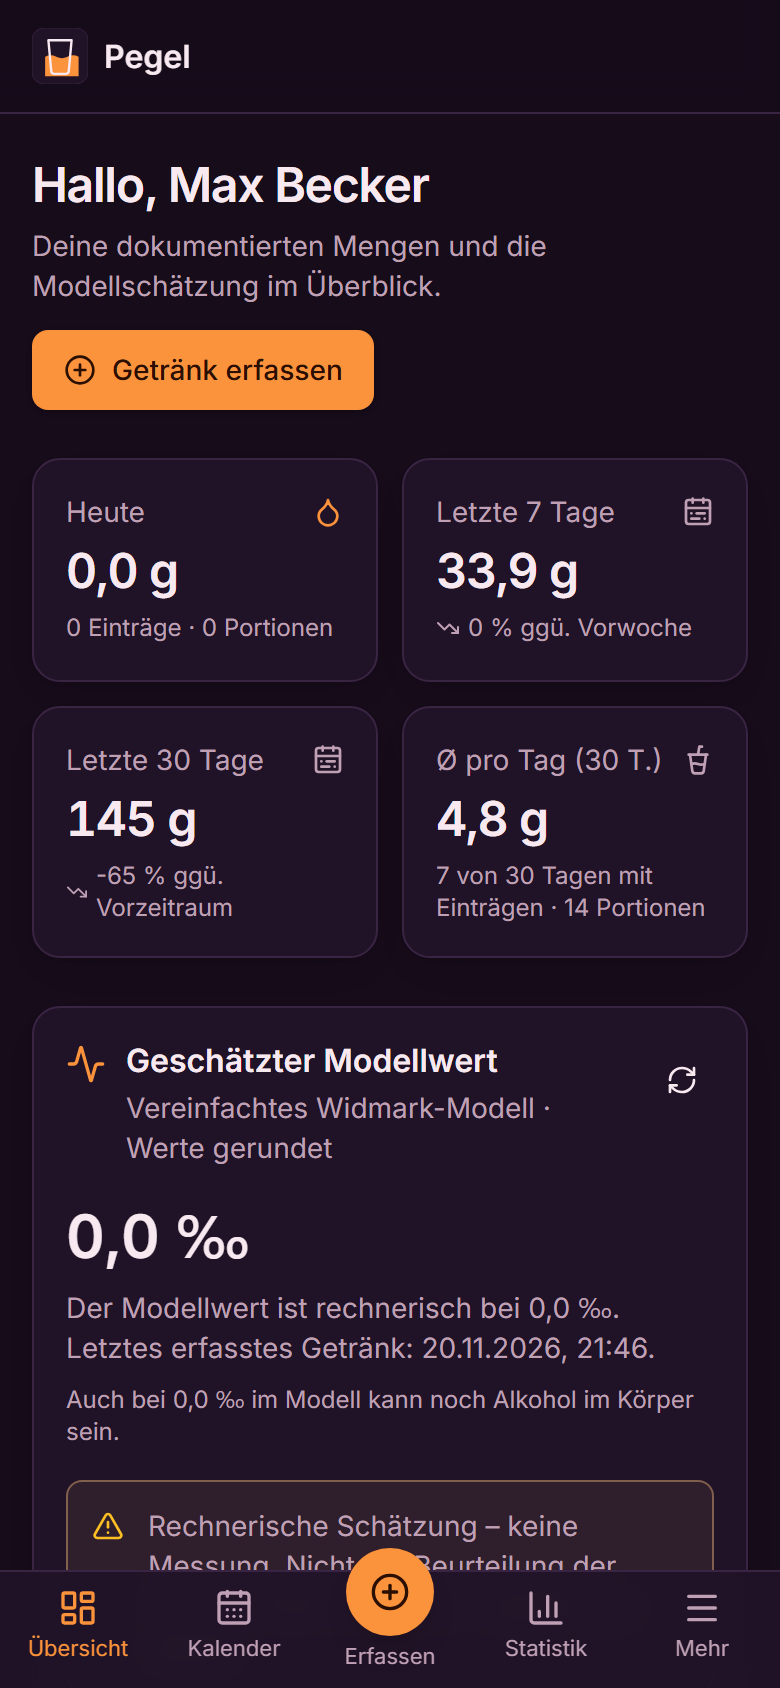 Pegel
Hallo, Max Becker
Deine dokumentierten Mengen und die
Modellschätzung im Überblick.
Getränk erfassen
Heute
0,0 g
0 Einträge · 0 Portionen
Letzte 7 Tage
33,9 g
0 % ggü. Vorwoche
Letzte 30 Tage
145 g
-65 % ggü.
Vorzeitraum
Ø pro Tag (30 T.)
4,8 g
7 von 30 Tagen mit
Einträgen · 14 Portionen
Geschätzter Modellwert
Vereinfachtes Widmark-Modell ·
Werte gerundet
0,0 ‰
Der Modellwert ist rechnerisch bei 0,0 ‰.
Letztes erfasstes Getränk: 20.11.2026, 21:46.
Auch bei 0,0 ‰ im Modell kann noch Alkohol im Körper
sein.
Rechnerische Schätzung – keine
Messung. Nicht Beurteilung der
Übersicht
Kalender
Erfassen
Statistik
Mehr